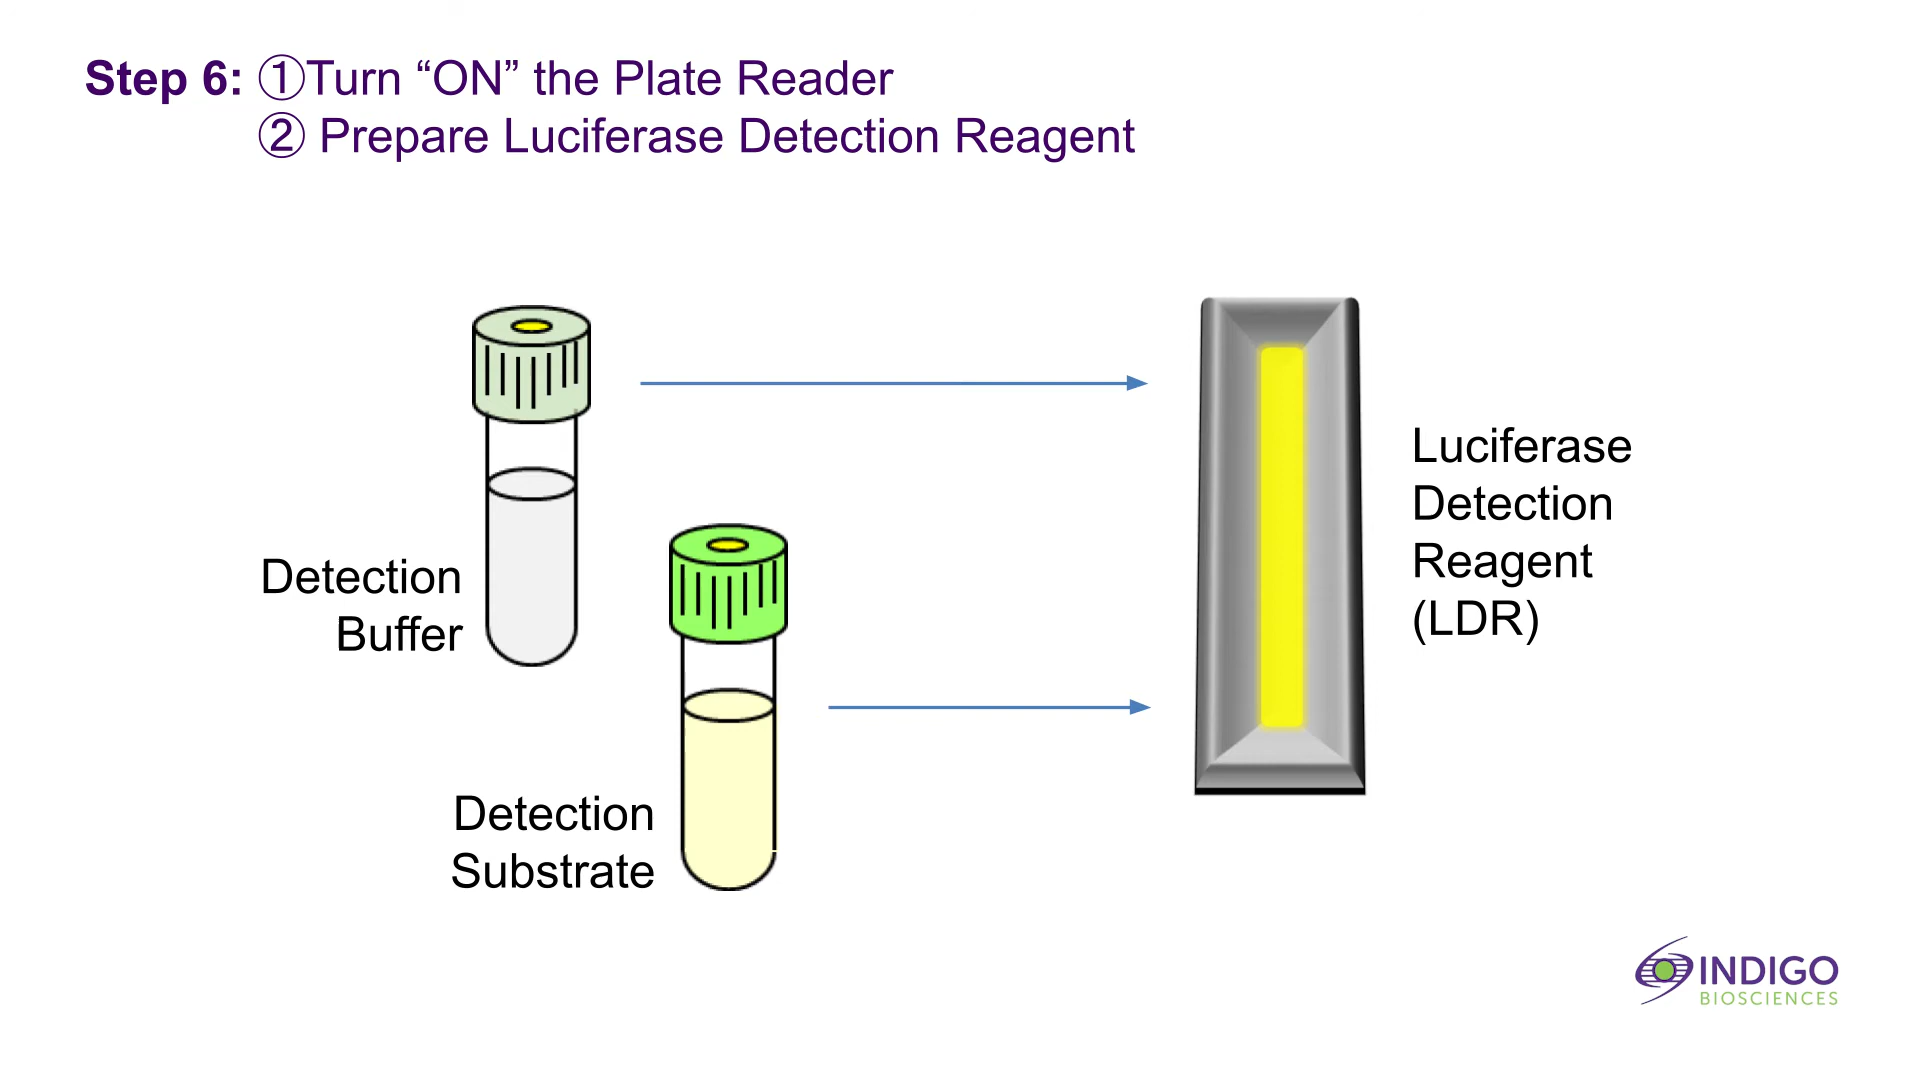 Step 6: ①Turn “ON” the Plate Reader
② Prepare Luciferase Detection Reagent
Detection
Buffer
Detection
Substrate
Luciferase
Detection
Reagent
(LDR)
INDIGO
BIOSCIENCES